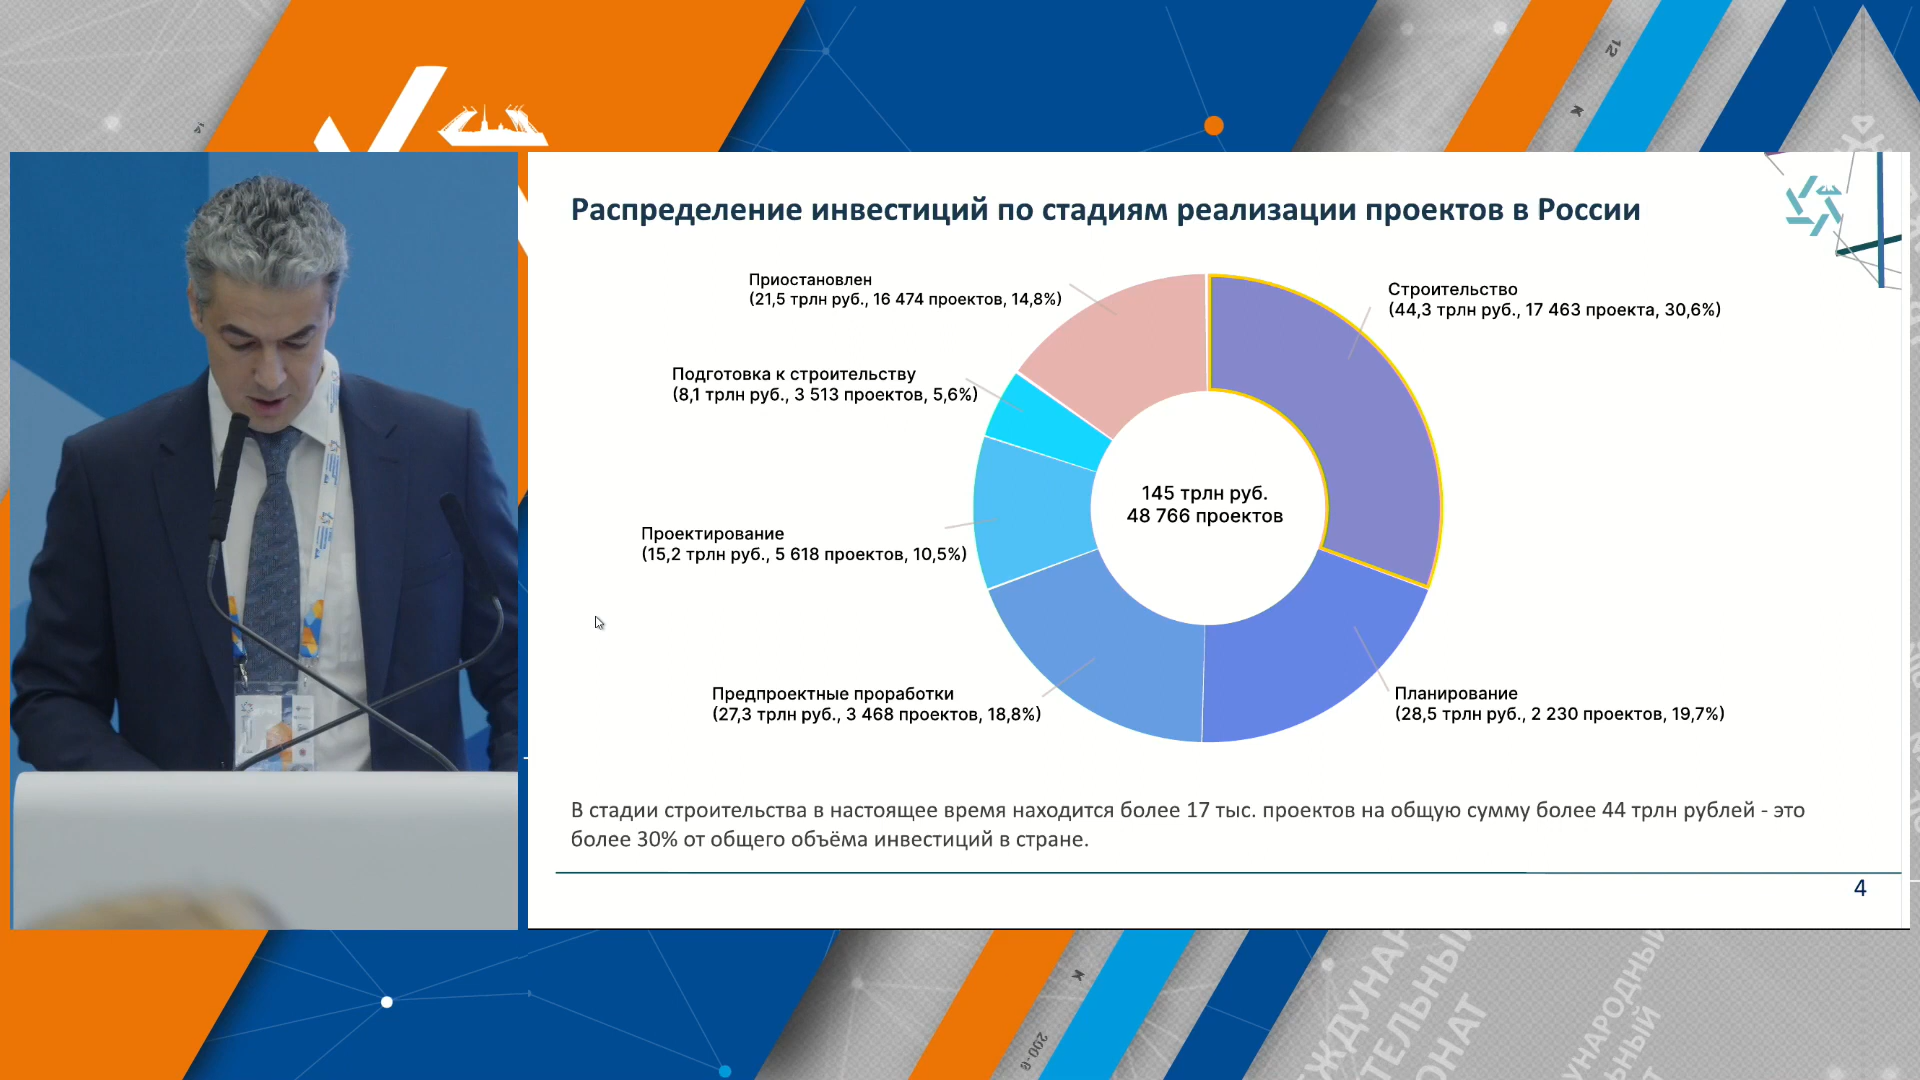 Распределение инвестиций по стадиям реализации проектов в России
Приостановлен
(21,5 трлн руб., 16 474 проектов, 14,8%)
Строительство
(44,3 трлн руб., 17 463 проекта, 30,6%)
Подготовка к строительству
(8,1 трлн руб., 3 513 проектов, 5,6%)
145 трлн руб.
48 766 проектов
Проектирование
(15,2 трлн руб., 5 618 проектов, 10,5%)
Предпроектные проработки
(27,3 трлн руб., 3 468 проектов, 18,8%)
Планирование
(28,5 трлн руб., 2 230 проектов, 19,7%)
В стадии строительства в настоящее время находится более 17 тыс. проектов на общую сумму более 44 трлн рублей - это
более 30% от общего объёма инвестиций в стране.
4
12
K
14
K
200-8